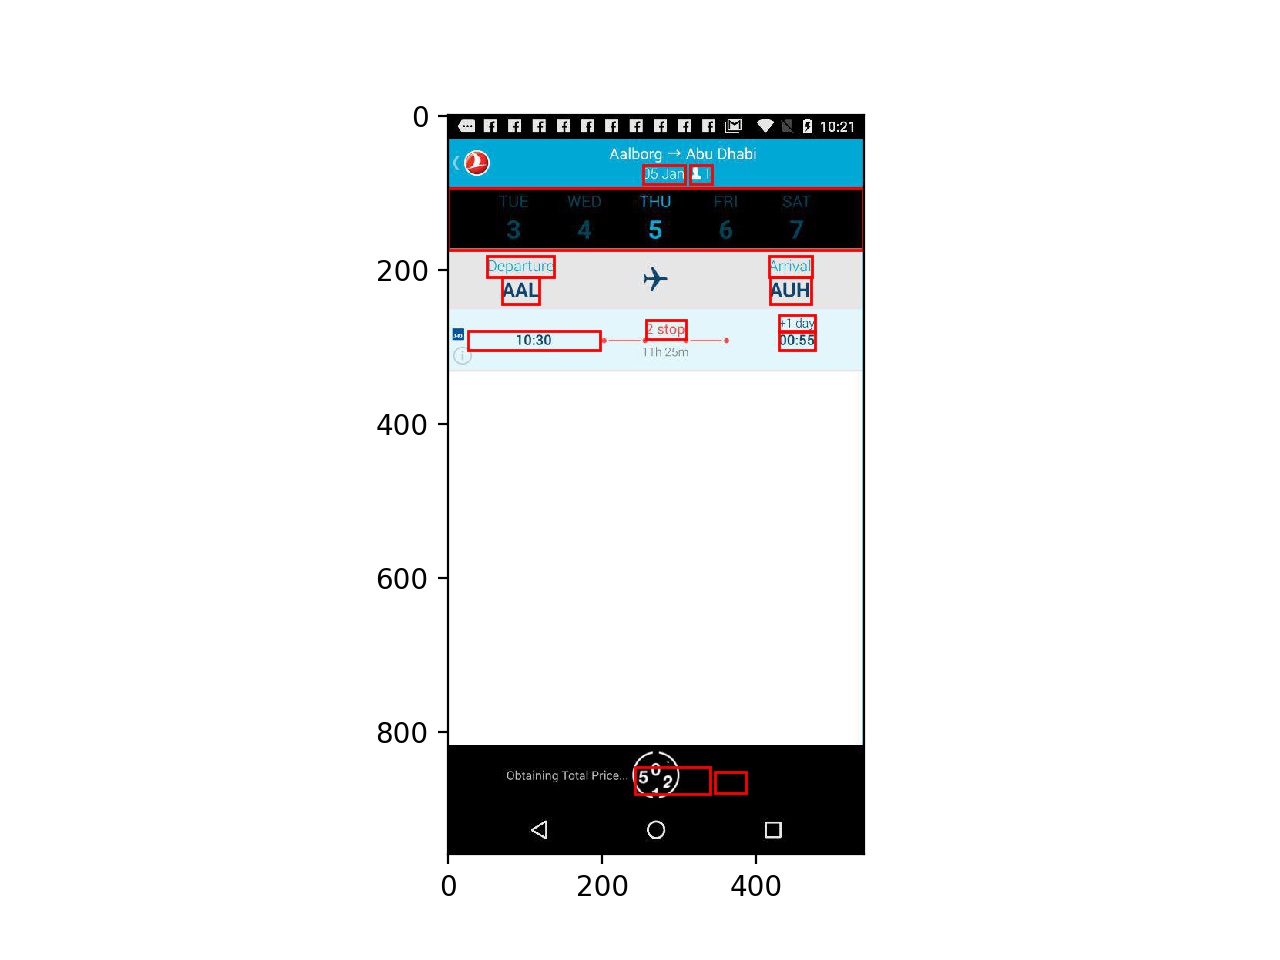 0
200
400
600
800
0
200
400
10:21
Aalborg → Abu Dhabi
05 Jan 1
TUE WED THU FRI SAT
3 4 5 6 7
Departure Arrival
AAL AUH
+1 day
2 stop
10:30 00:55
11h 25m
Obtaining Total Price...
5 0 2 1